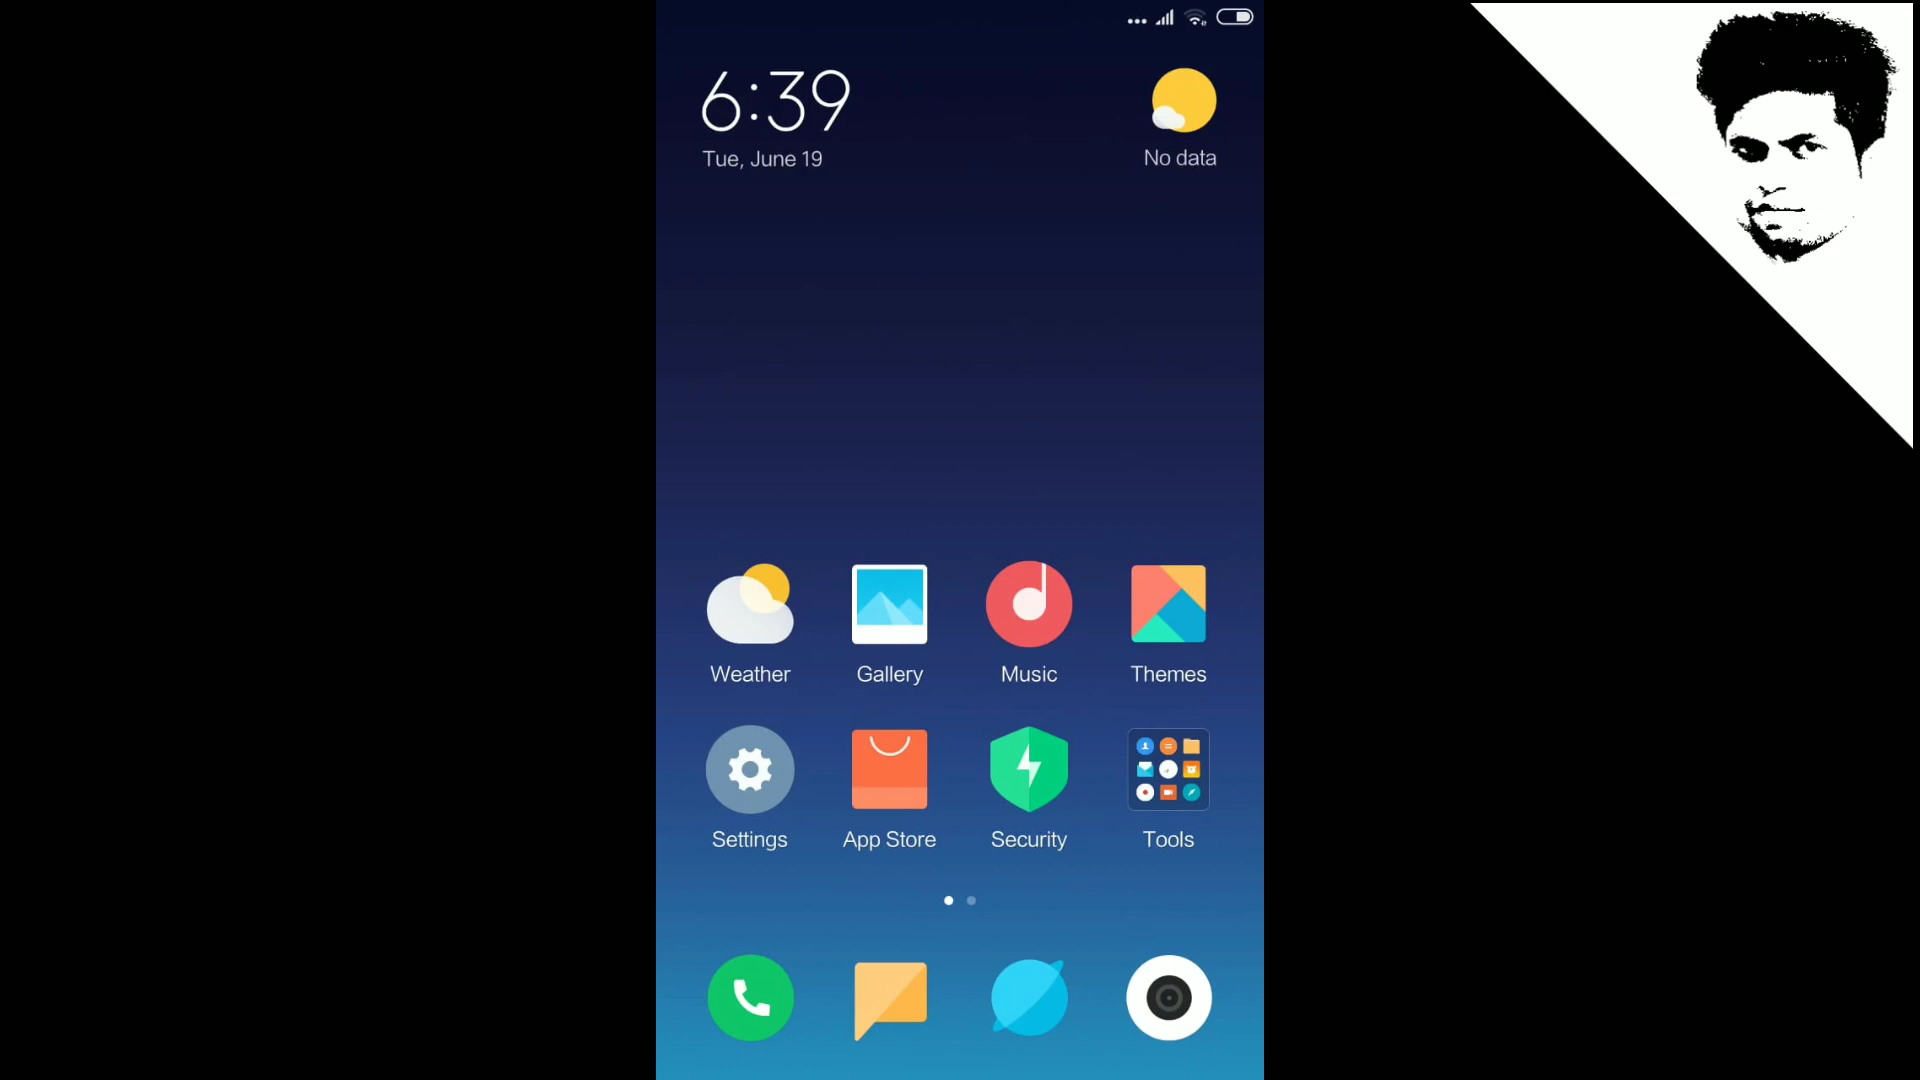 6:39
Tue, June 19
No data
Weather
Gallery
Music
Themes
Settings
App Store
Security
Tools